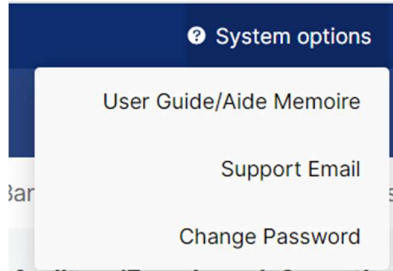 System options
User Guide/Aide Memoire
Support Email
Change Password